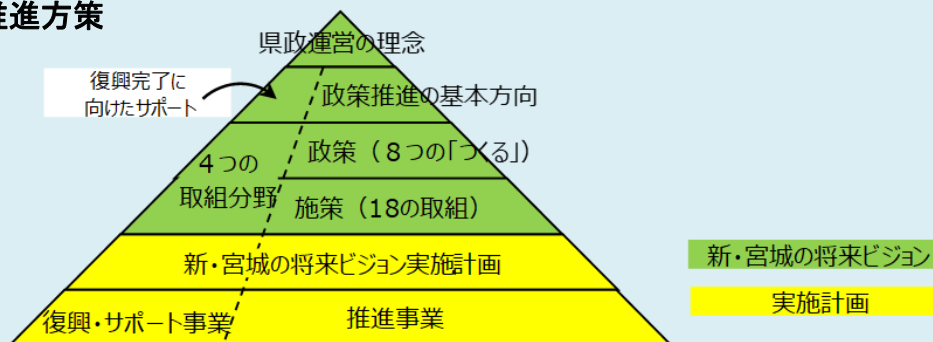 推進方策
県政運営の理念
復興完了に
向けたサポート
政策推進の基本方向
政策（８つの「つくる」）
４つの
取組分野
施策（18の取組）
新・宮城の将来ビジョン実施計画
新・宮城の将来ビジョン
実施計画
復興・サポート事業
推進事業